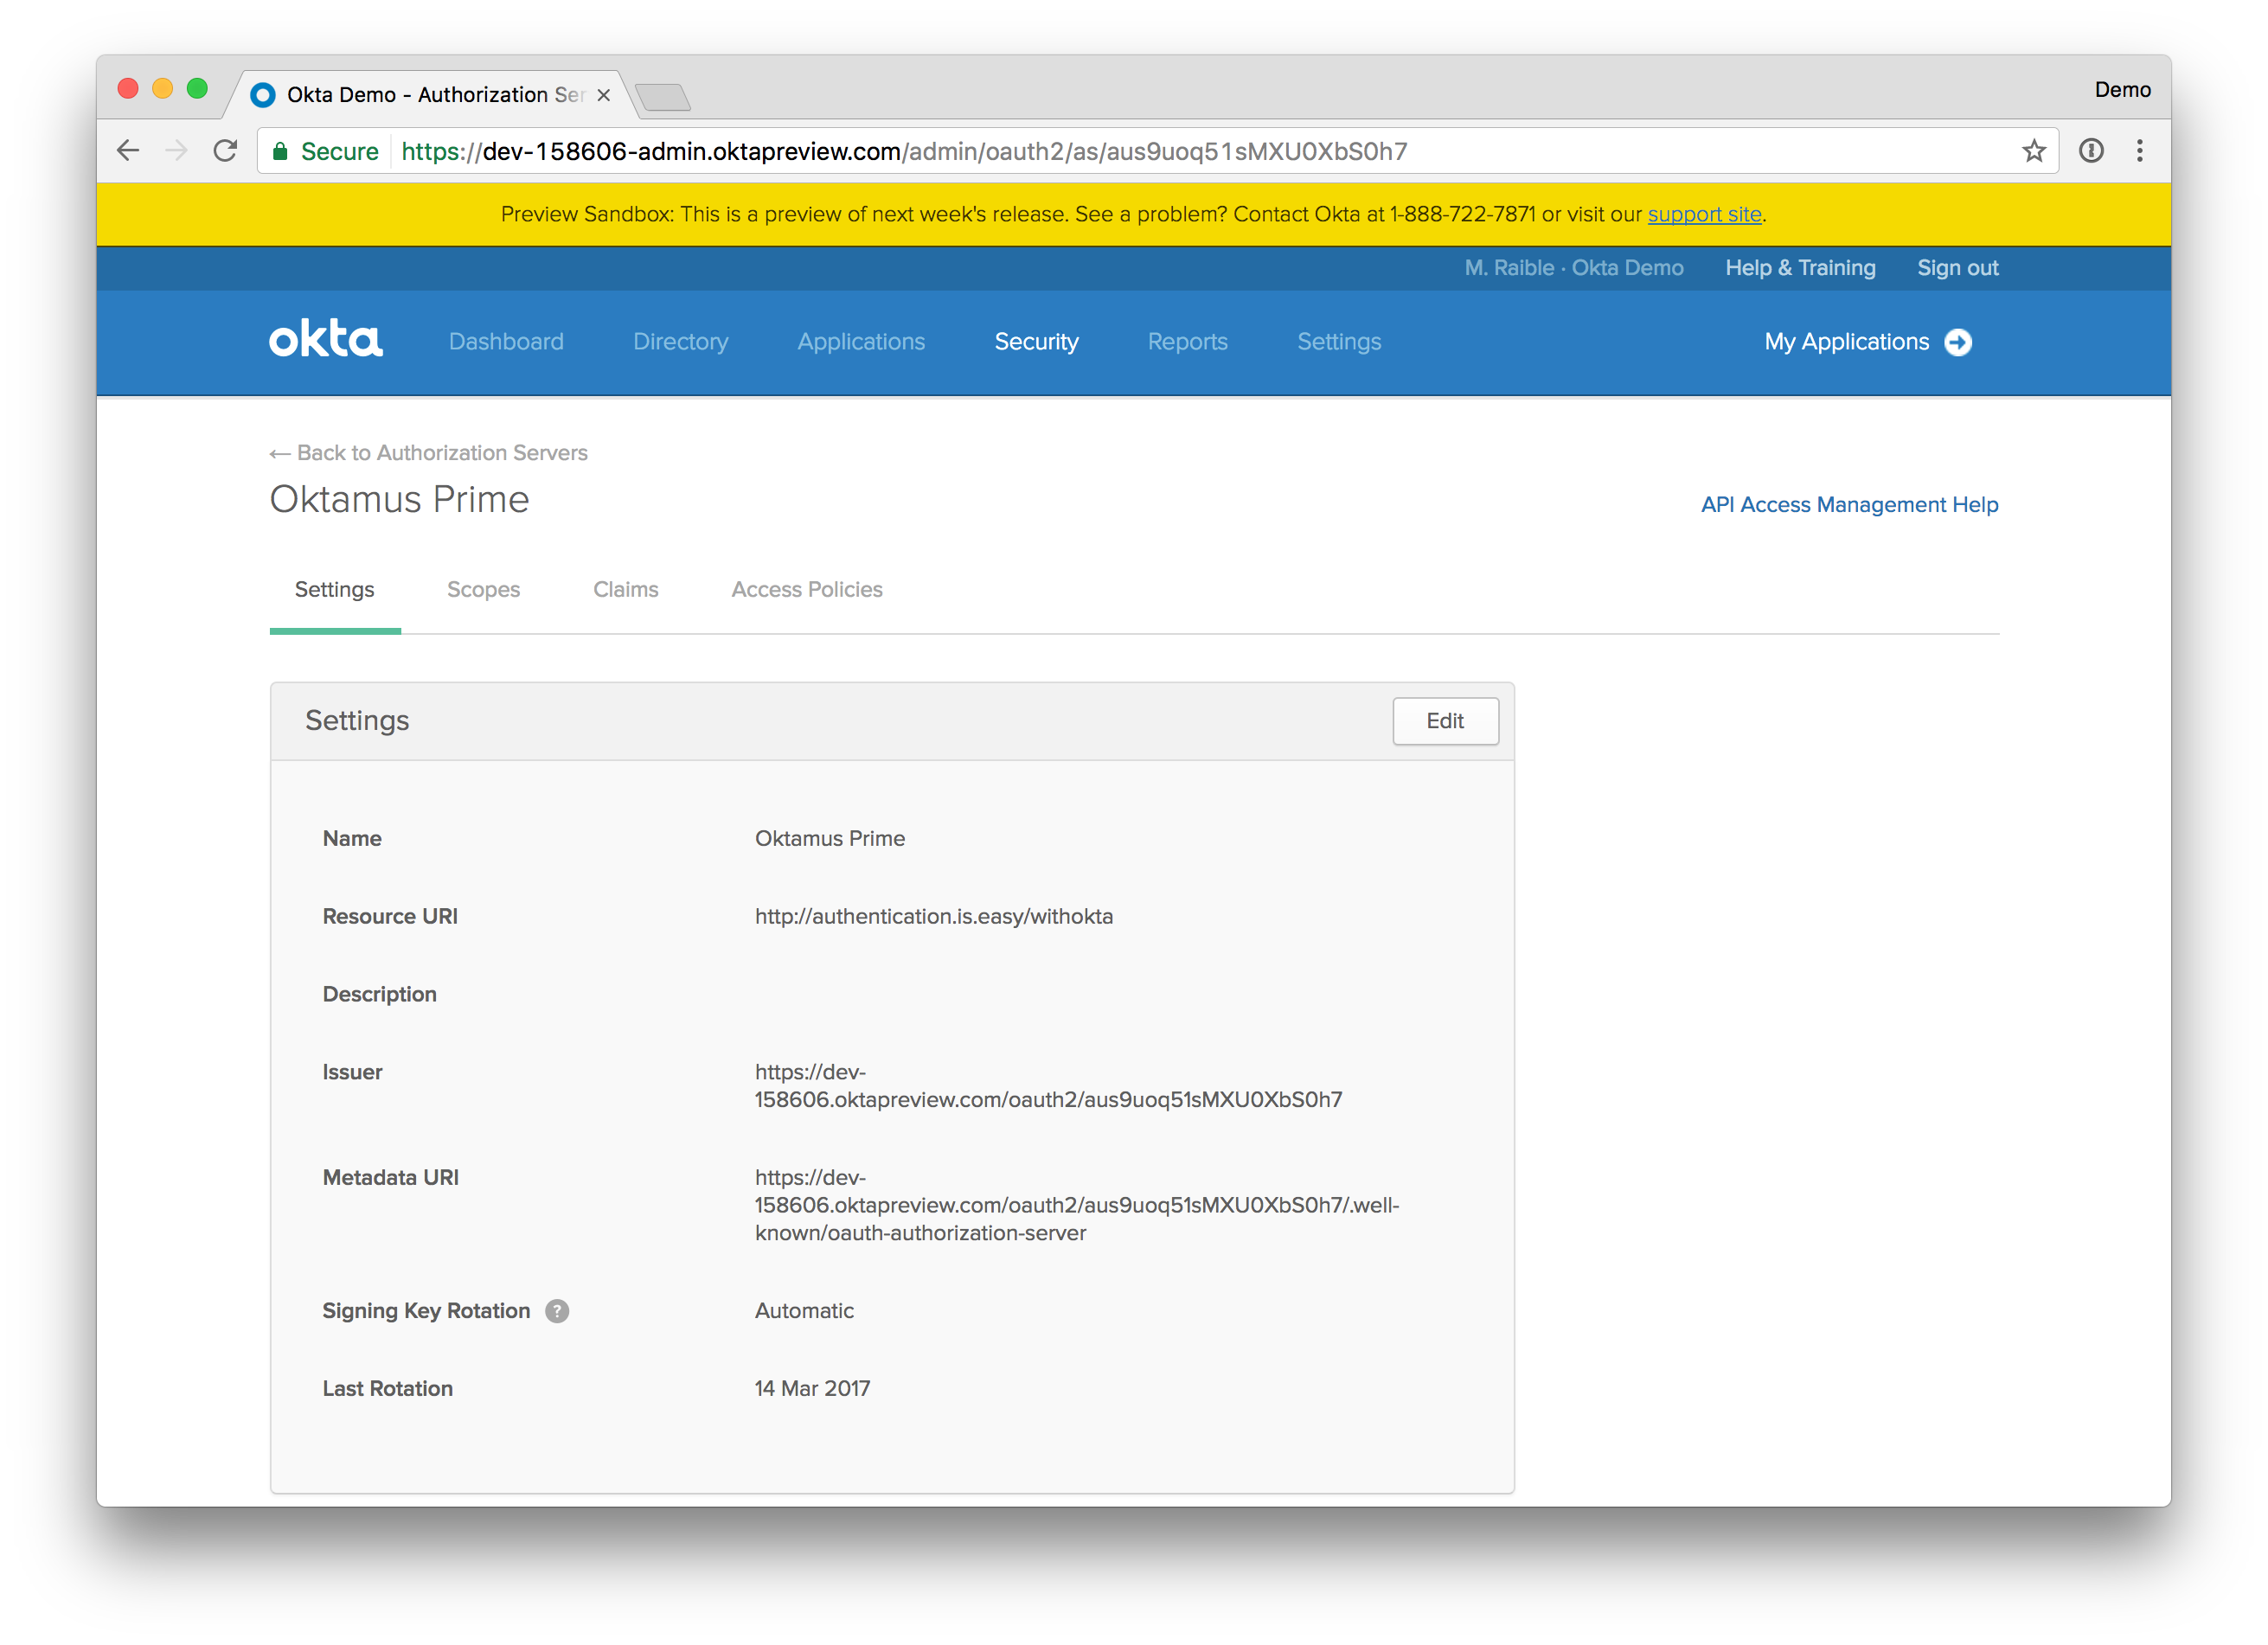 Okta Demo - Authorization Ser
Demo
Secure https://dev-158606-admin.oktapreview.com/admin/oauth2/as/aus9uoq51sMXU0XbS0h7
Preview Sandbox: This is a preview of next week's release. See a problem? Contact Okta at 1-888-722-7871 or visit our support site.
M. Raible · Okta Demo Help & Training Sign out
okta Dashboard Directory Applications Security Reports Settings My Applications
← Back to Authorization Servers
Oktamus Prime
API Access Management Help
Settings Scopes Claims Access Policies
Settings Edit
Name Oktamus Prime
Resource URI http://authentication.is.easy/withokta
Description
Issuer https://dev-
158606.oktapreview.com/oauth2/aus9uoq51sMXU0XbS0h7
Metadata URI https://dev-
158606.oktapreview.com/oauth2/aus9uoq51sMXU0XbS0h7/.well-
known/oauth-authorization-server
Signing Key Rotation ? Automatic
Last Rotation 14 Mar 2017